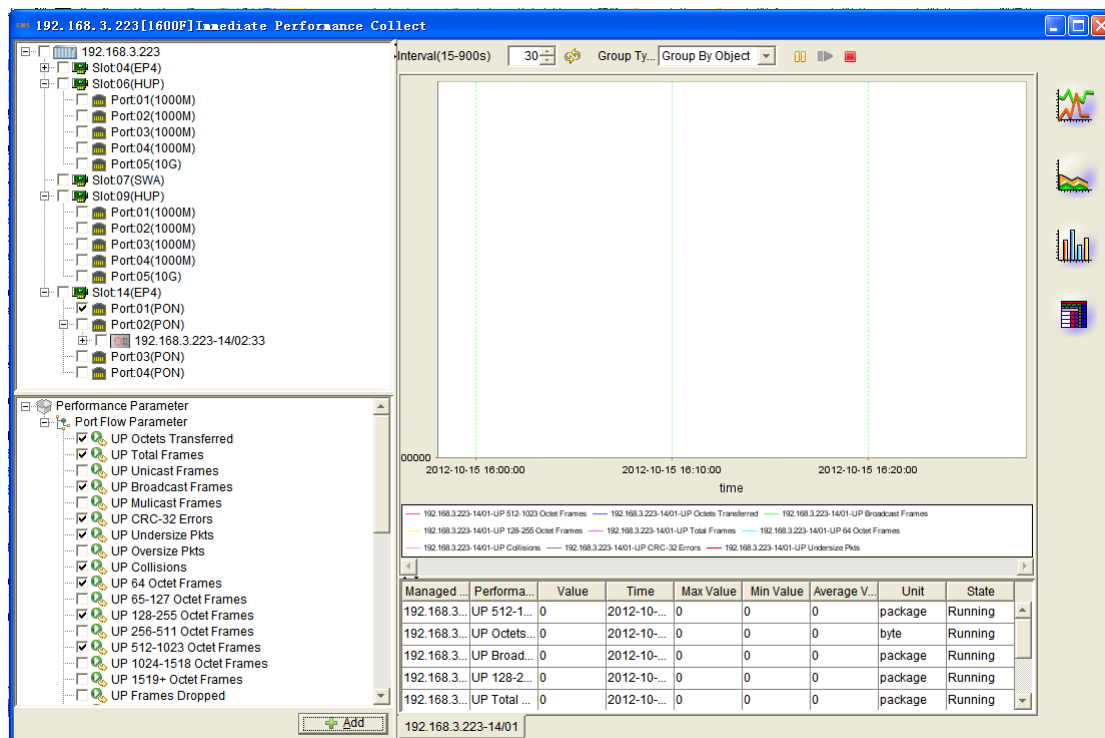 EMS 192.168.3.223[1600F]Immediate Performance Collect
192.168.3.223
Slot:04(EP4)
Slot:06(HUP)
Port:01(1000M)
Port:02(1000M)
Port:03(1000M)
Port:04(1000M)
Port:05(10G)
Slot:07(SWA)
Slot:09(HUP)
Port:01(1000M)
Port:02(1000M)
Port:03(1000M)
Port:04(1000M)
Port:05(10G)
Slot:14(EP4)
Port:01(PON)
Port:02(PON)
192.168.3.223-14/02:33
Port:03(PON)
Port:04(PON)
Performance Parameter
Port Flow Parameter
UP Octets Transferred
UP Total Frames
UP Unicast Frames
UP Broadcast Frames
UP Mulicast Frames
UP CRC-32 Errors
UP Undersize Pkts
UP Oversize Pkts
UP Collisions
UP 64 Octet Frames
UP 65-127 Octet Frames
UP 128-255 Octet Frames
UP 256-511 Octet Frames
UP 512-1023 Octet Frames
UP 1024-1518 Octet Frames
UP 1519+ Octet Frames
UP Frames Dropped
Add
Interval(15-900s) 30 Group Ty... Group By Object
00000
2012-10-15 16:00:00 2012-10-15 16:10:00 2012-10-15 16:20:00
time
192.168.3.223-14/01-UP 512-1023 Octet Frames 192.168.3.223-14/01-UP Octets Transferred 192.168.3.223-14/01-UP Broadcast Frames
192.168.3.223-14/01-UP 128-255 Octet Frames 192.168.3.223-14/01-UP Total Frames 192.168.3.223-14/01-UP 64 Octet Frames
192.168.3.223-14/01-UP Collisions 192.168.3.223-14/01-UP CRC-32 Errors 192.168.3.223-14/01-UP Undersize Pkts
Managed ... Performa... Value Time Max Value Min Value Average V... Unit State
192.168.3... UP 512-1... 0 2012-10-... 0 0 0 package Running
192.168.3... UP Octets... 0 2012-10-... 0 0 0 byte Running
192.168.3... UP Broad... 0 2012-10-... 0 0 0 package Running
192.168.3... UP 128-2... 0 2012-10-... 0 0 0 package Running
192.168.3... UP Total ... 0 2012-10-... 0 0 0 package Running
192.168.3.223-14/01